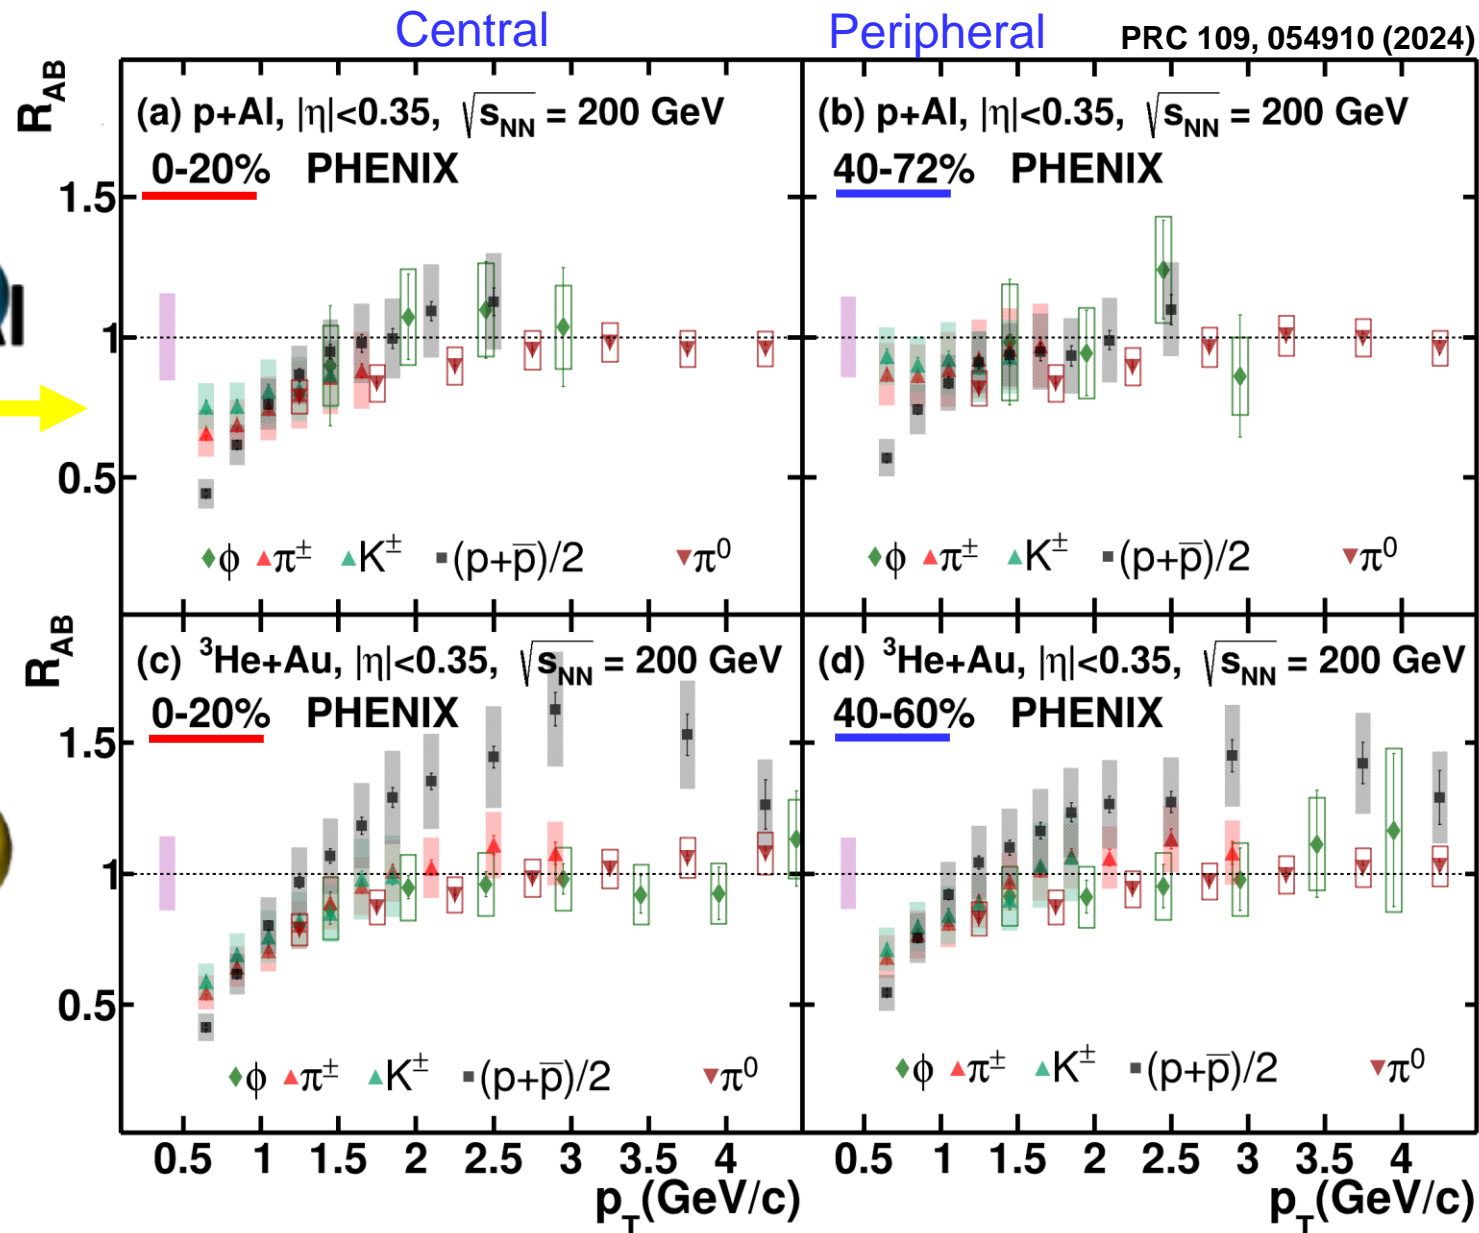 Central Peripheral PRC 109, 054910 (2024)
R_AB
(a) p+Al, |η|<0.35, √s_NN = 200 GeV
0-20% PHENIX
(b) p+Al, |η|<0.35, √s_NN = 200 GeV
40-72% PHENIX
1.5
1
0.5
Al
ϕ π± K± (p+p̅)/2 π⁰
ϕ π± K± (p+p̅)/2 π⁰
R_AB
(c) ³He+Au, |η|<0.35, √s_NN = 200 GeV
0-20% PHENIX
(d) ³He+Au, |η|<0.35, √s_NN = 200 GeV
40-60% PHENIX
1.5
1
0.5
ϕ π± K± (p+p̅)/2 π⁰
ϕ π± K± (p+p̅)/2 π⁰
0.5 1 1.5 2 2.5 3 3.5 4
0.5 1 1.5 2 2.5 3 3.5 4
p_T(GeV/c)
p_T(GeV/c)